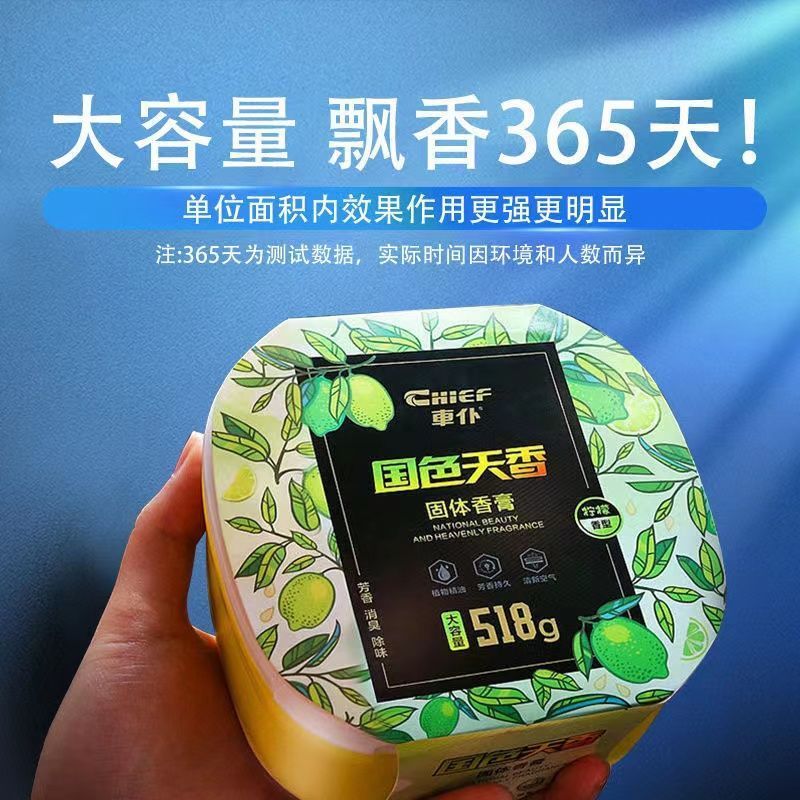 大容量 飘香365天!
单位面积内效果作用更强更明显
注:365天为测试数据，实际时间因环境和人数而异
CHIEF
車仆®
国色天香
固体香膏
NATIONAL BEAUTY
AND HEAVENLY FRAGRANCE
柠檬
香型
植物精油 芳香持久 清新空气
芳香 消臭 除味
大容量 518g
国色天香
固体香膏